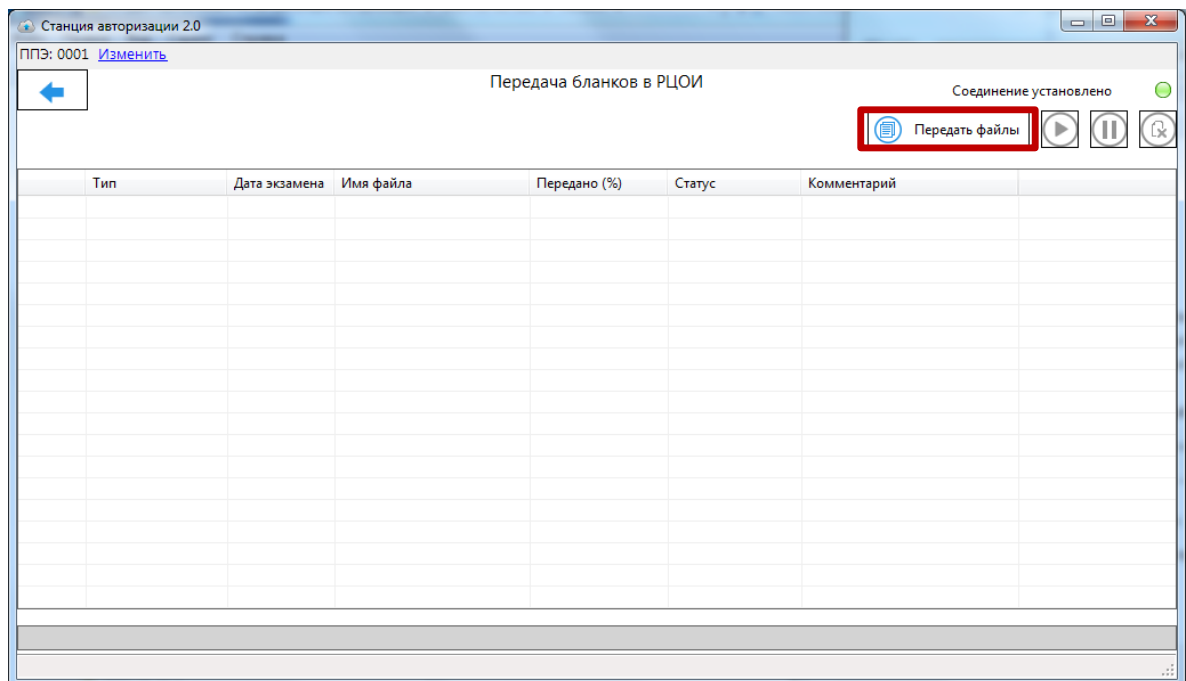 Станция авторизации 2.0
ППЭ: 0001 Изменить
Передача бланков в РЦОИ
Соединение установлено
Передать файлы
Тип Дата экзамена Имя файла Передано (%) Статус Комментарий